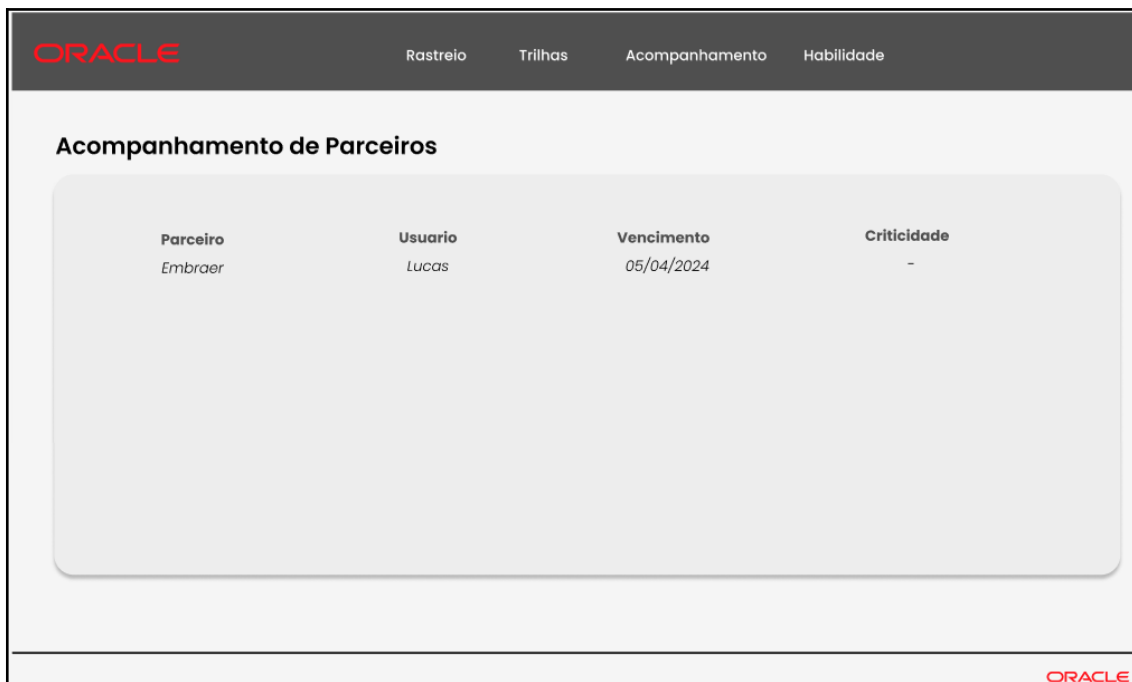 ORACLE Rastreio Trilhas Acompanhamento Habilidade
Acompanhamento de Parceiros
Parceiro Usuario Vencimento Criticidade
Embraer Lucas 05/04/2024 -
ORACLE